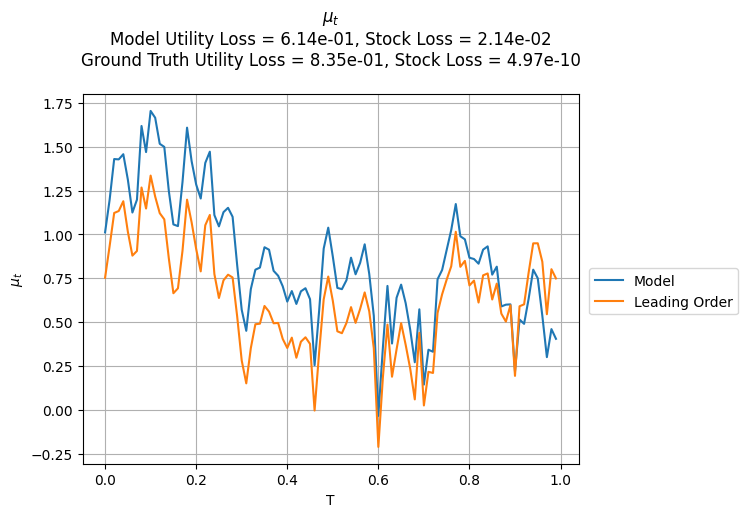 μ_t
Model Utility Loss = 6.14e-01, Stock Loss = 2.14e-02
Ground Truth Utility Loss = 8.35e-01, Stock Loss = 4.97e-10
1.75
1.50
1.25
1.00
0.75
0.50
0.25
0.00
−0.25
μ_t
0.0 0.2 0.4 0.6 0.8 1.0
T
Model
Leading Order